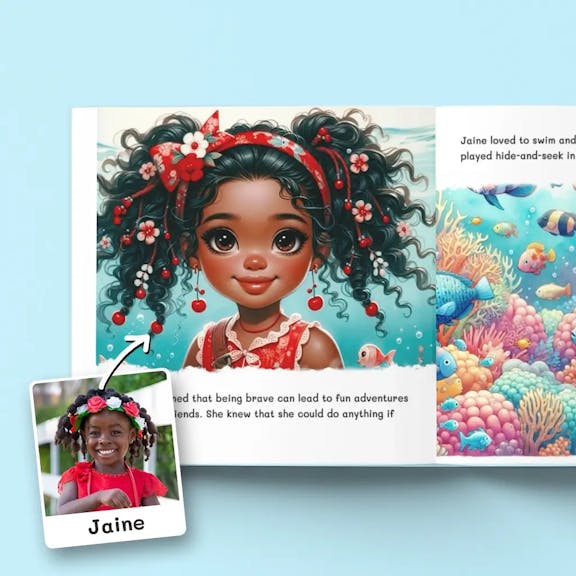 Jaine loved to swim and
played hide-and-seek in
ned that being brave can lead to fun adventures
iends. She knew that she could do anything if
Jaine